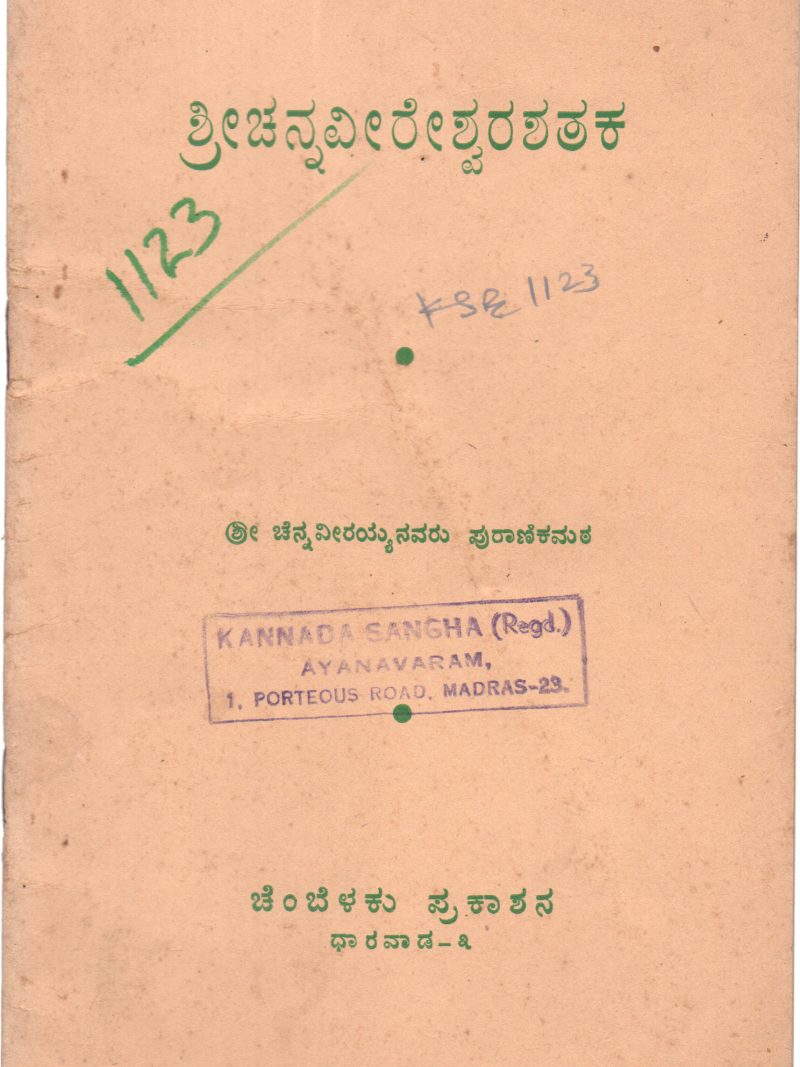 ಶ್ರೀಚನ್ನವೀರೇಶ್ವರಶತಕ
1123
1123
ಶ್ರೀ ಚೆನ್ನವೀರಯ್ಯನವರು ಪುರಾಣಿಕಮಠ
KANNADA SANGHA (Regd.)
AYANAVARAM,
1, PORTEOUS ROAD, MADRAS-23.
ಚೆಂಬೆಳಕು ಪ್ರಕಾಶನ
ಧಾರವಾಡ-೩